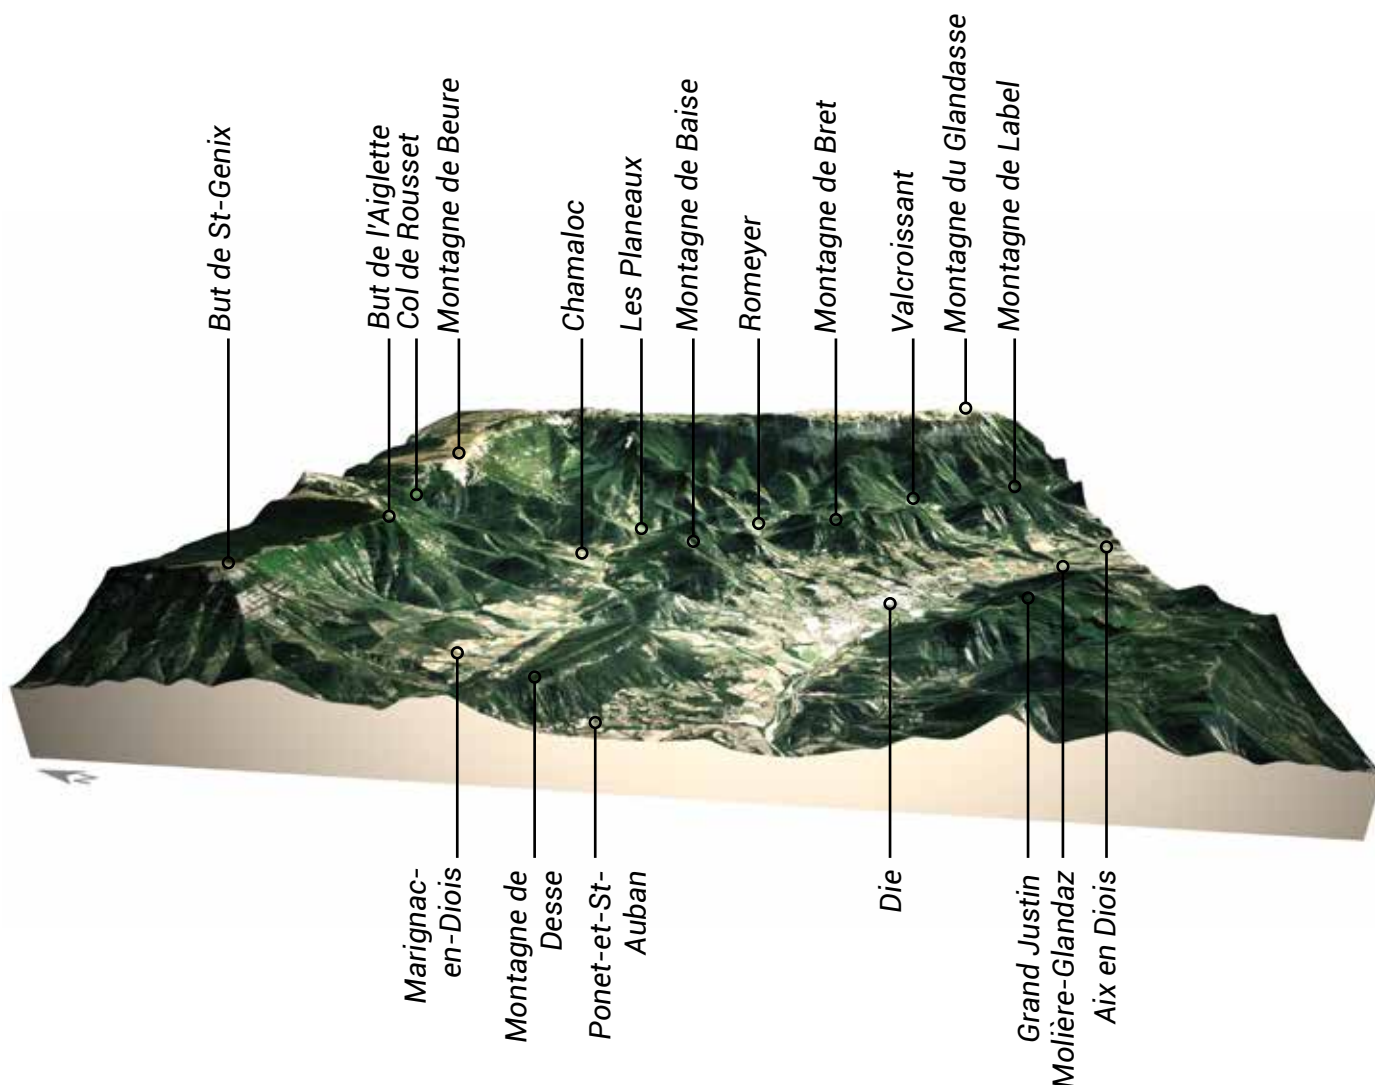 But de St-Genix
But de l'Aiglette
Col de Rousset
Montagne de Beure
Chamaloc
Les Planeaux
Montagne de Baise
Romeyer
Montagne de Bret
Valcroissant
Montagne du Glandasse
Montagne de Label
N
Marignac-
en-Diois
Montagne de
Desse
Ponet-et-St-
Auban
Die
Grand Justin
Molière-Glandaz
Aix en Diois